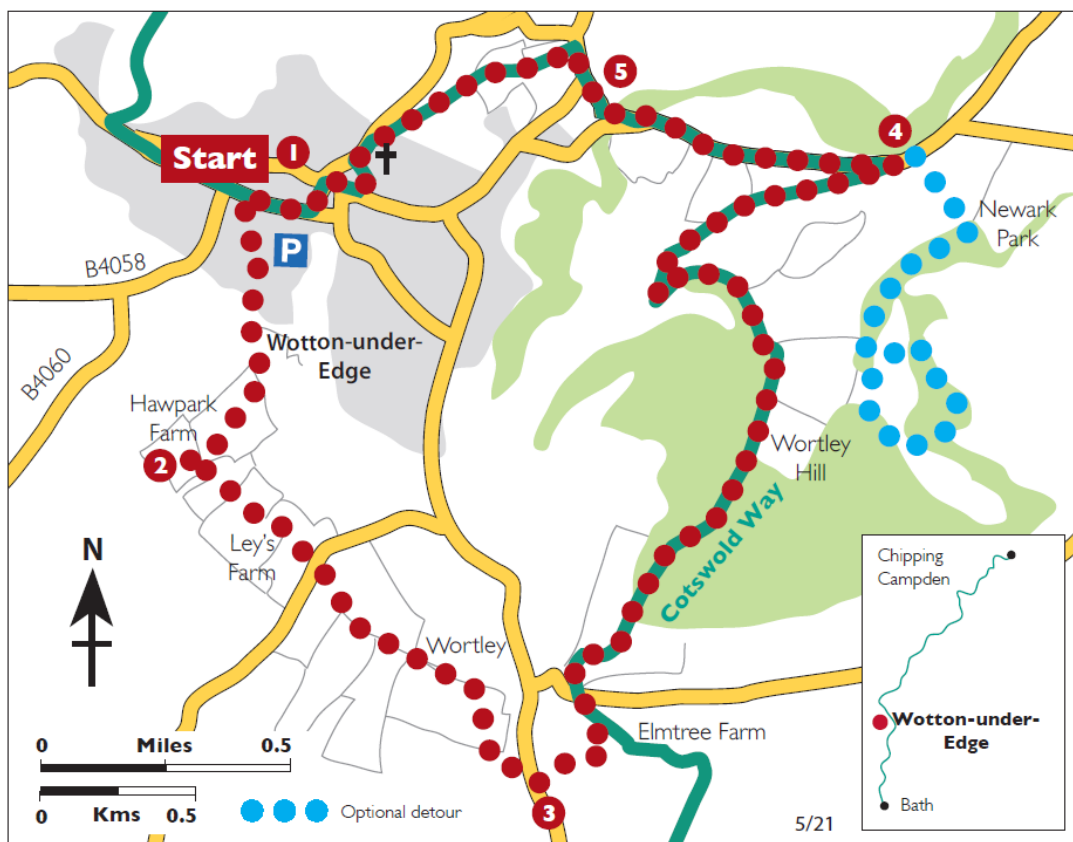 5
4
Start
1
Newark
Park
P
B4058
Wotton-under-
Edge
B4060
Hawpark
Farm
2
Wortley
Hill
Ley's
Farm
Cotswold Way
N
Wortley
Elmtree Farm
3
0 Miles 0.5
0 Kms 0.5
Optional detour
5/21
Chipping
Campden
Wotton-under-
Edge
Bath